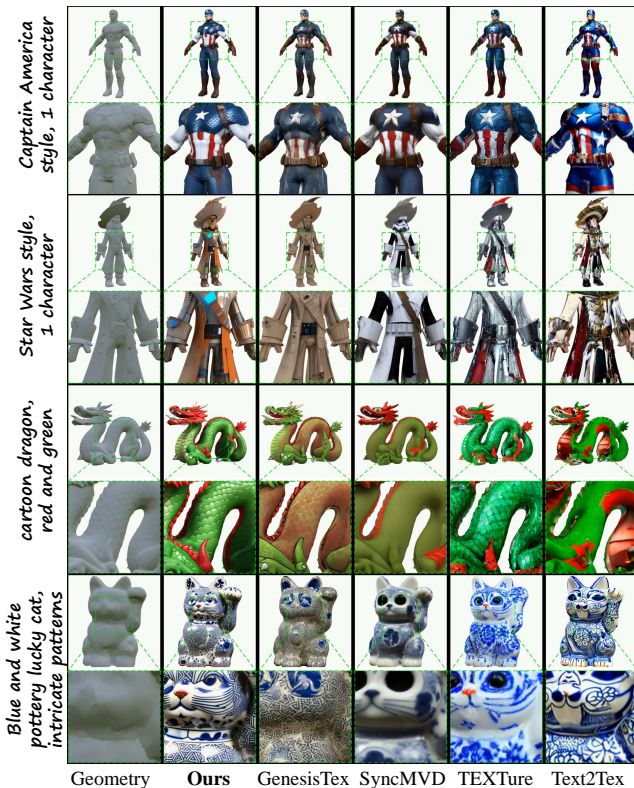 Captain America
style, 1 character
Star Wars style,
1 character
cartoon dragon,
red and green
Blue and white
pottery lucky cat,
intricate patterns
Geometry Ours GenesisTex SyncMVD TEXTure Text2Tex